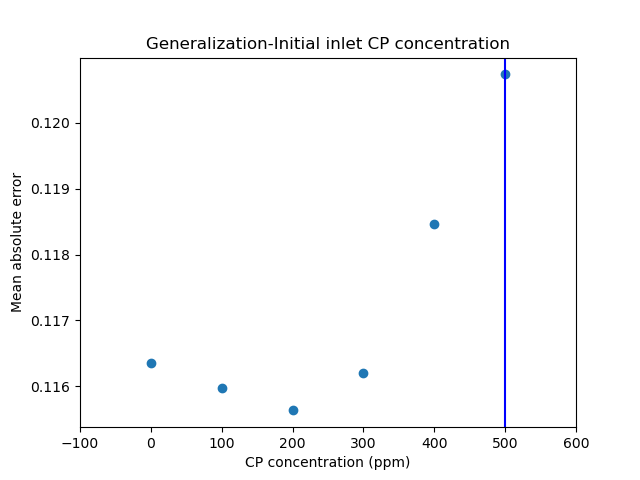 Generalization-Initial inlet CP concentration
Mean absolute error
0.120
0.119
0.118
0.117
0.116
−100 0 100 200 300 400 500 600
CP concentration (ppm)